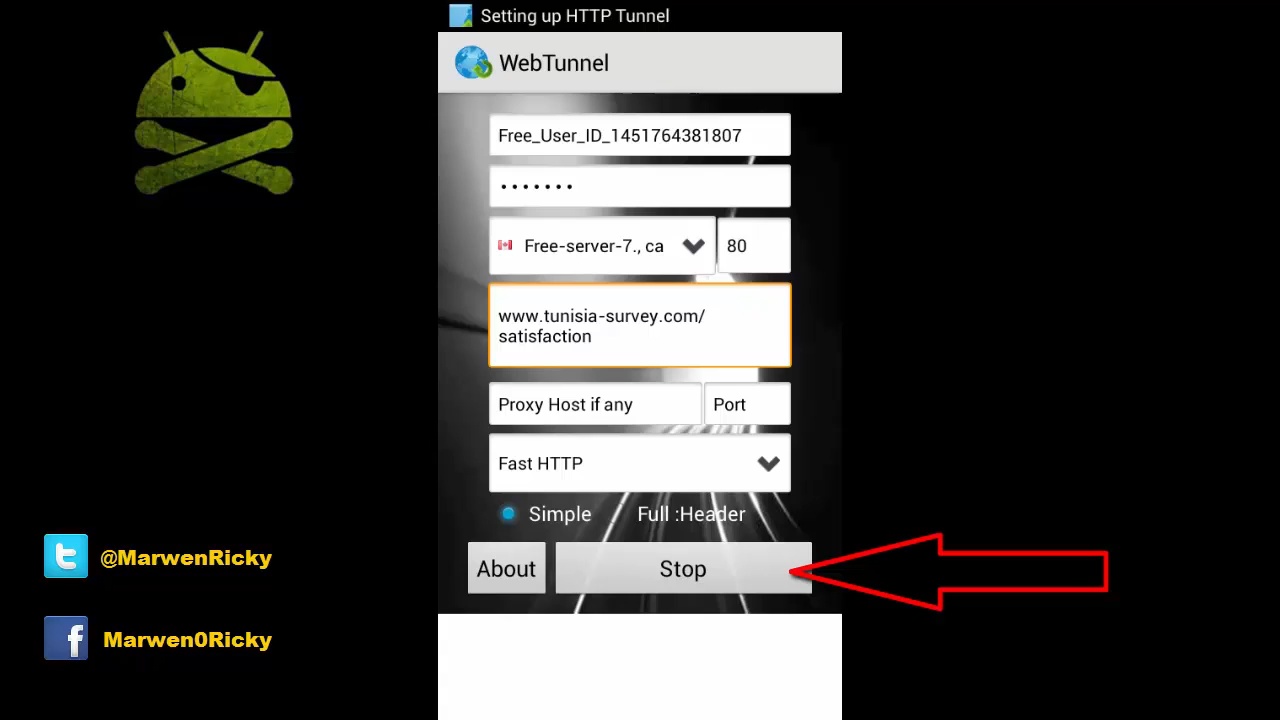 Setting up HTTP Tunnel
WebTunnel
Free_User_ID_1451764381807
•••••••
Free-server-7., ca
80
www.tunisia-survey.com/
satisfaction
Proxy Host if any
Port
Fast HTTP
Simple
Full :Header
About
Stop
@MarwenRicky
Marwen0Ricky